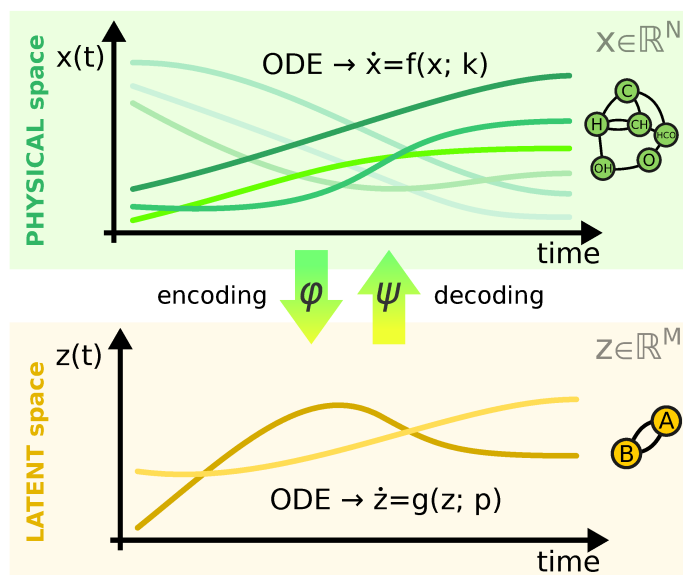 PHYSICAL space
x(t)
ODE → ẋ=f(x; k)
x∈ℝᴺ
C
H
CH
HCO
OH
O
time
encoding φ ψ decoding
LATENT space
z(t)
z∈ℝᴹ
A
B
ODE → ż=g(z; p)
time